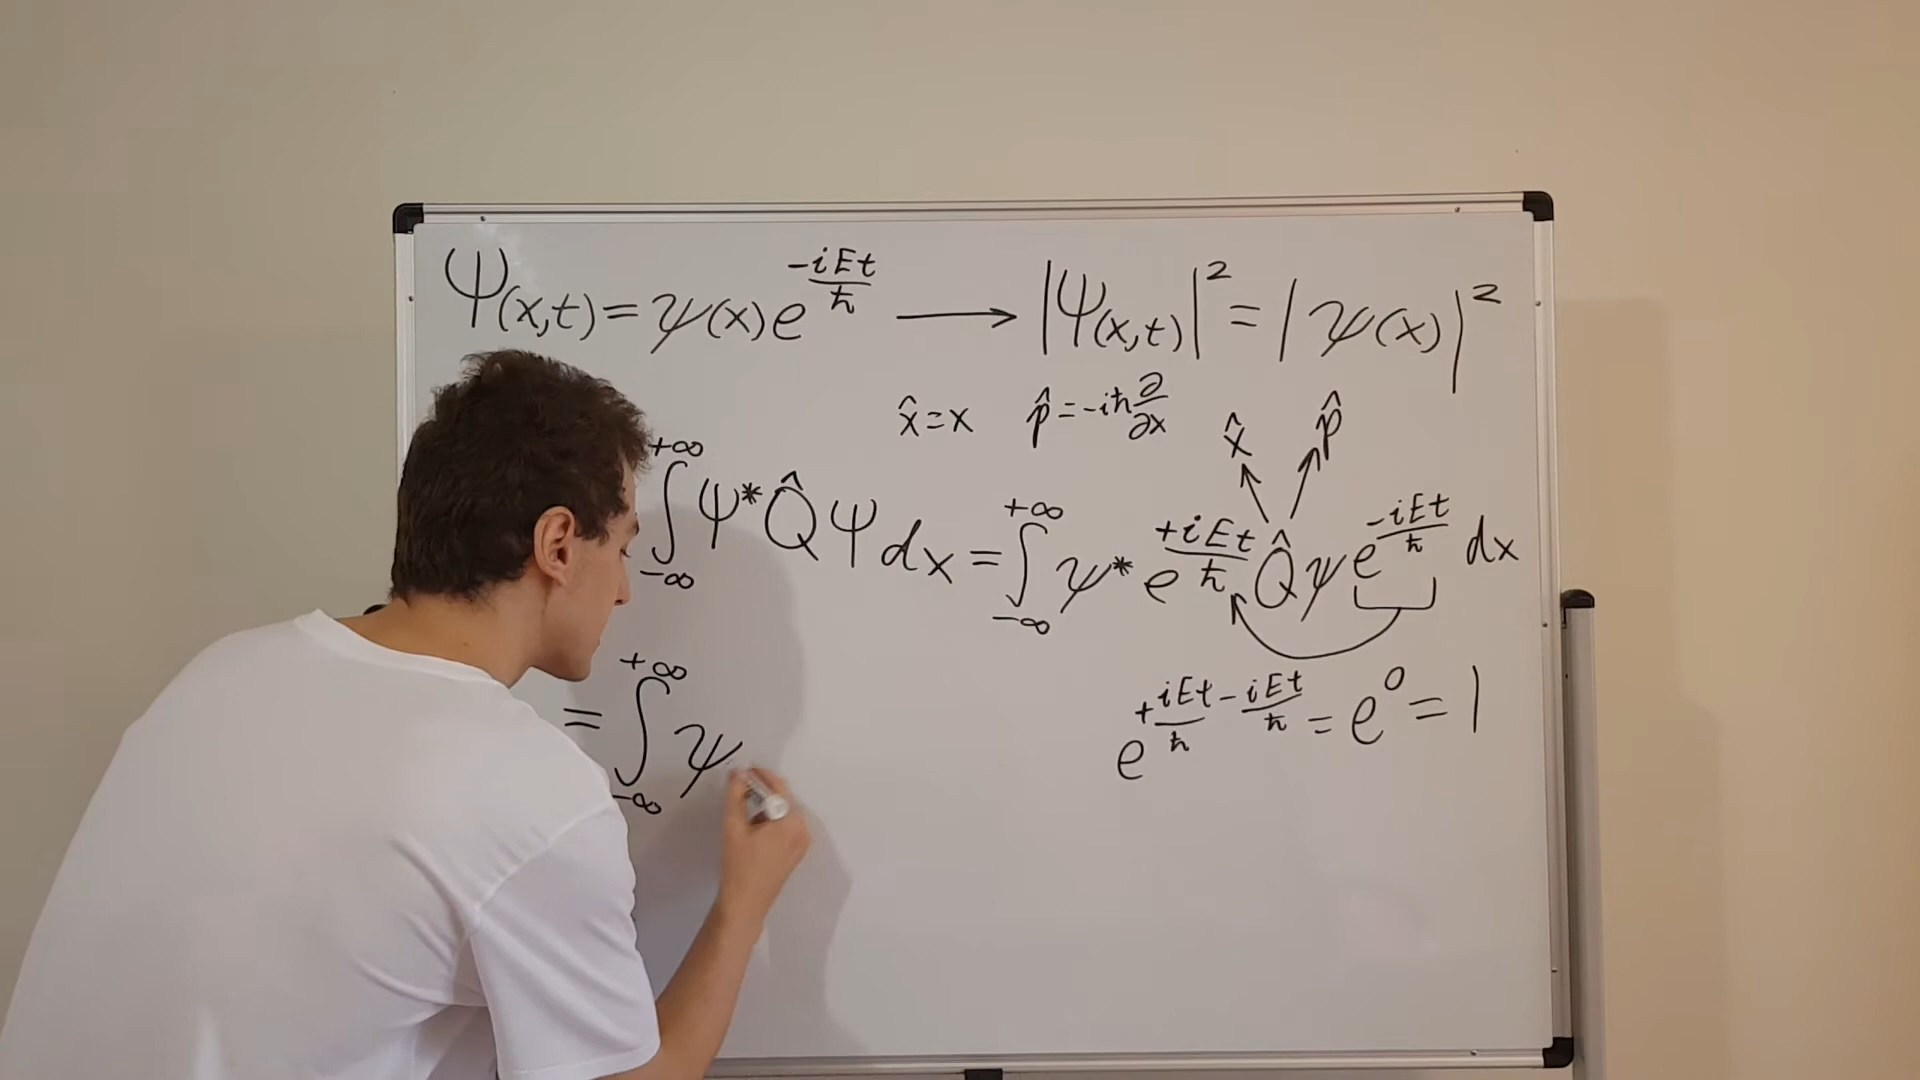 Ψ(x,t) = ψ(x) e^{-iEt/ħ} ⟶ |Ψ(x,t)|² = |ψ(x)|²
x̂ = x   p̂ = -iħ ∂/∂x
x̂   p̂
∫_{-∞}^{+∞} Ψ* Q̂ Ψ dx = ∫_{-∞}^{+∞} ψ* e^{+iEt/ħ} Q̂ ψ e^{-iEt/ħ} dx
e^{+iEt/ħ - iEt/ħ} = e^0 = 1
= ∫_{-∞}^{+∞} ψ